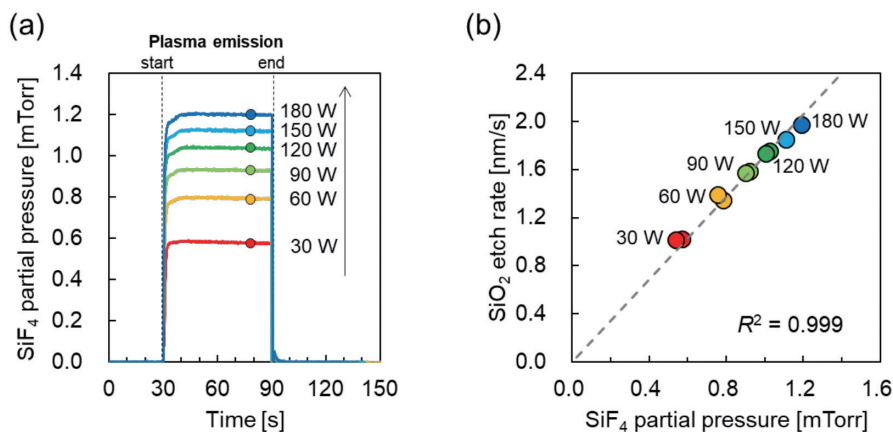 (a)
Plasma emission
start
end
SiF4 partial pressure [mTorr]
1.4
1.2
1.0
0.8
0.6
0.4
0.2
0.0
180 W
150 W
120 W
90 W
60 W
30 W
0
30
60
90
120
150
Time [s]
(b)
SiO2 etch rate [nm/s]
2.4
2.0
1.6
1.2
0.8
0.4
0.0
180 W
150 W
120 W
90 W
60 W
30 W
R² = 0.999
0.0
0.4
0.8
1.2
1.6
SiF4 partial pressure [mTorr]